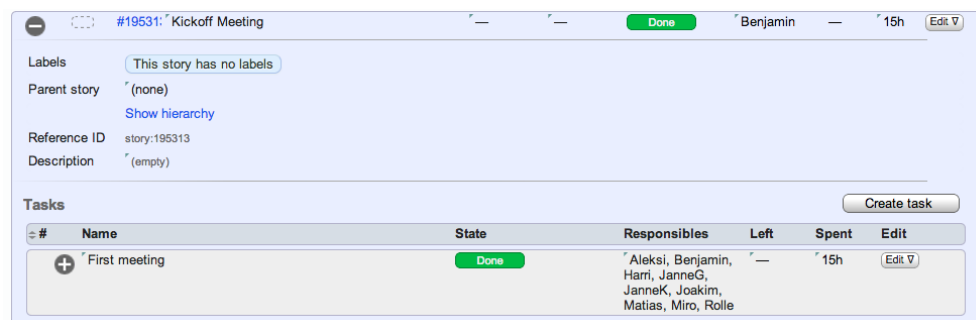 #19531: Kickoff Meeting — — Done Benjamin — 15h Edit ∇
Labels This story has no labels
Parent story (none)
Show hierarchy
Reference ID story:195313
Description (empty)
Tasks Create task
# Name State Responsibles Left Spent Edit
First meeting Done Aleksi, Benjamin, — 15h Edit ∇
Harri, JanneG,
JanneK, Joakim,
Matias, Miro, Rolle